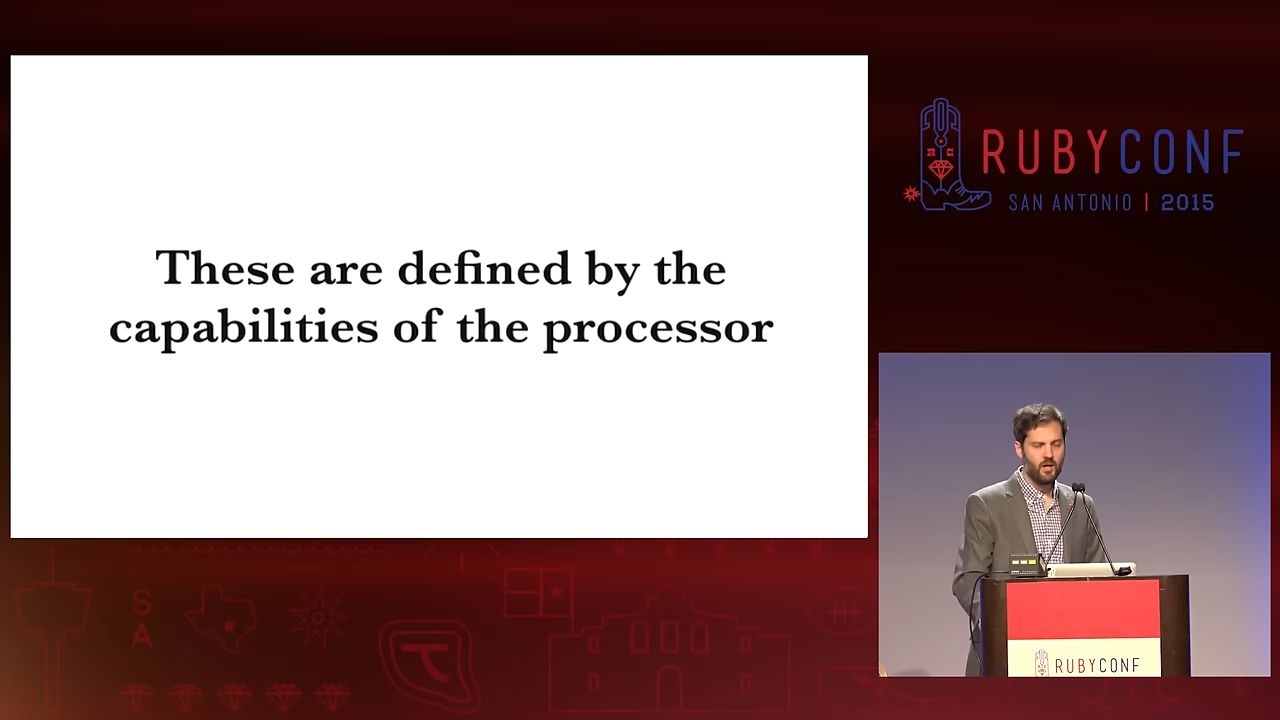 These are defined by the
capabilities of the processor
RUBYCONF
SAN ANTONIO | 2015
S
A
RUBYCONF